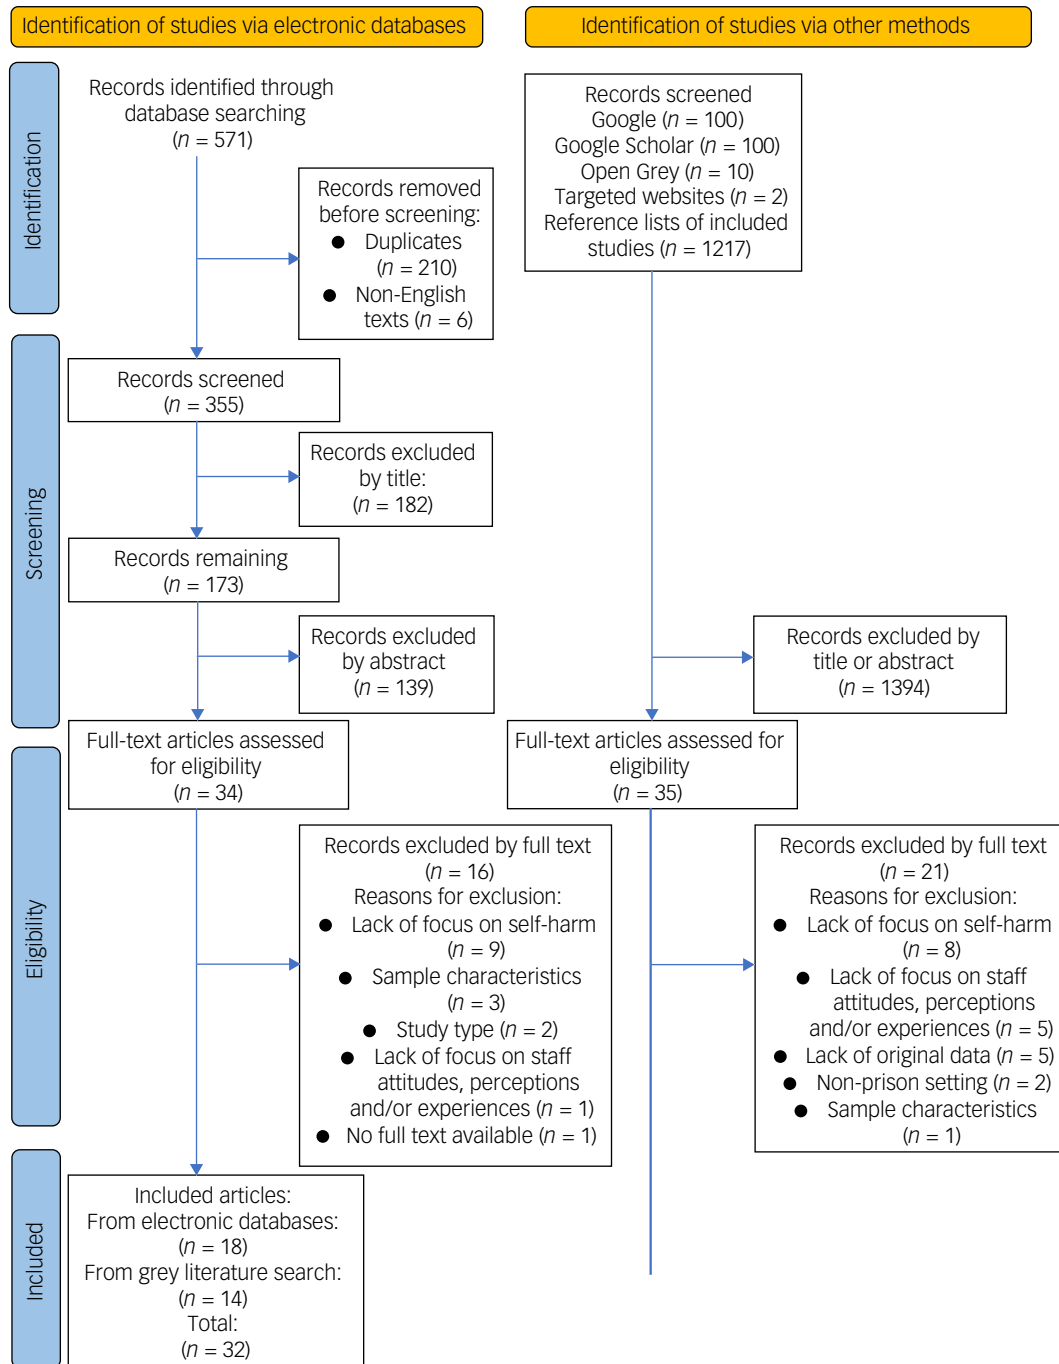 Identification of studies via electronic databases
Identification of studies via other methods
Identification
Records identified through
database searching
(n = 571)
Records removed
before screening:
● Duplicates
(n = 210)
● Non-English
texts (n = 6)
Records screened
Google (n = 100)
Google Scholar (n = 100)
Open Grey (n = 10)
Targeted websites (n = 2)
Reference lists of included
studies (n = 1217)
Screening
Records screened
(n = 355)
Records excluded
by title:
(n = 182)
Records remaining
(n = 173)
Records excluded
by abstract
(n = 139)
Records excluded by
title or abstract
(n = 1394)
Eligibility
Full-text articles assessed
for eligibility
(n = 34)
Full-text articles assessed for
eligibility
(n = 35)
Records excluded by full text
(n = 16)
Reasons for exclusion:
● Lack of focus on self-harm
(n = 9)
● Sample characteristics
(n = 3)
● Study type (n = 2)
● Lack of focus on staff
attitudes, perceptions
and/or experiences (n = 1)
● No full text available (n = 1)
Records excluded by full text
(n = 21)
Reasons for exclusion:
● Lack of focus on self-harm
(n = 8)
● Lack of focus on staff
attitudes, perceptions
and/or experiences (n = 5)
● Lack of original data (n = 5)
● Non-prison setting (n = 2)
● Sample characteristics
(n = 1)
Included
Included articles:
From electronic databases:
(n = 18)
From grey literature search:
(n = 14)
Total:
(n = 32)